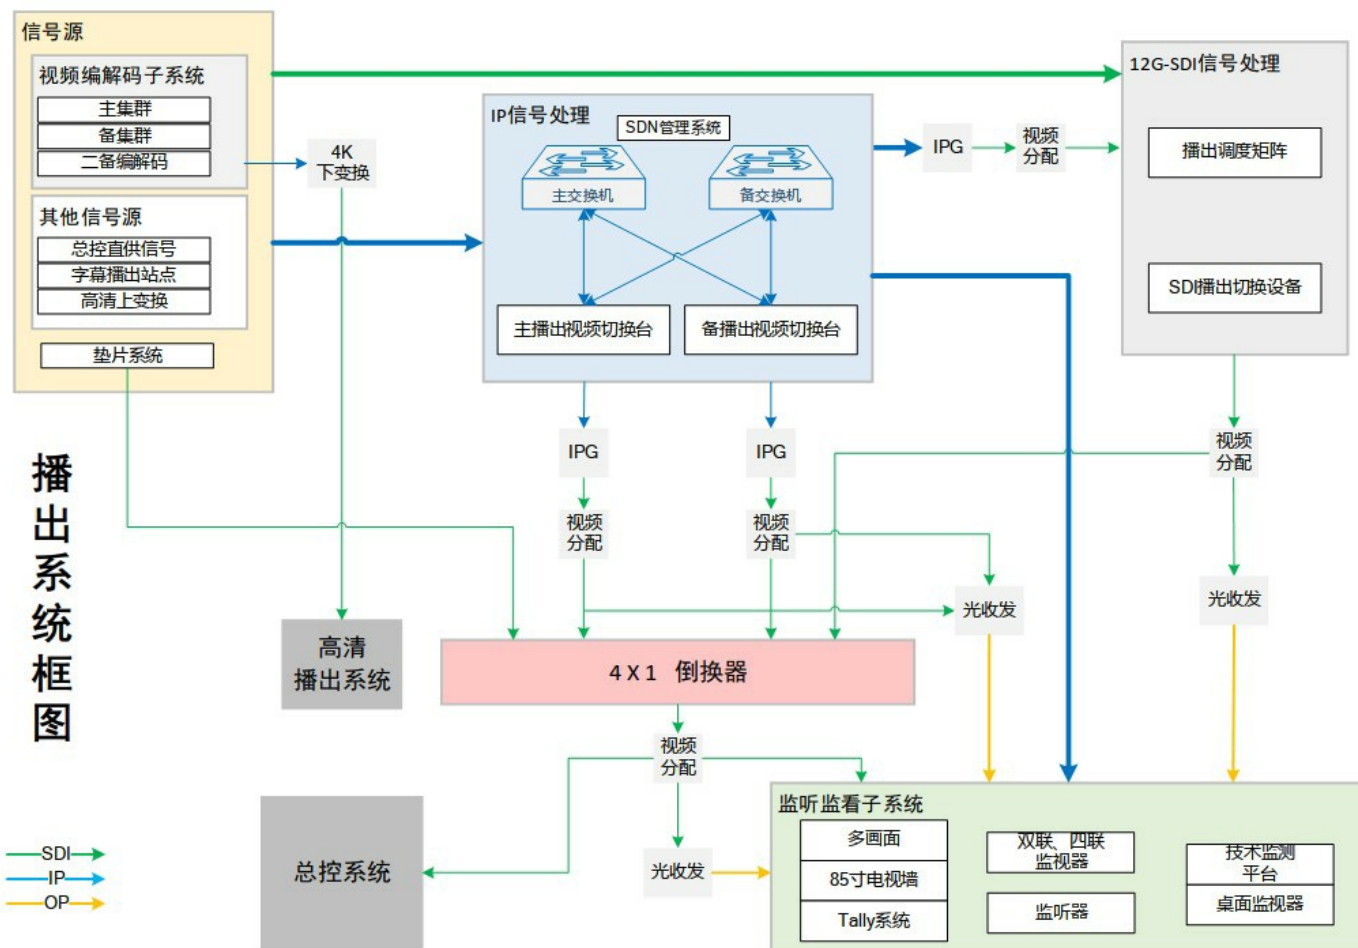 信号源
视频编解码子系统
主集群
备集群
二备编解码
其他信号源
总控直供信号
字幕播出站点
高清上变换
垫片系统
4K
下变换
IP信号处理
SDN管理系统
主交换机
备交换机
主播出视频切换台
备播出视频切换台
IPG
视频
分配
12G-SDI信号处理
播出调度矩阵
SDI播出切换设备
IPG
视频
分配
IPG
视频
分配
视频
分配
光收发
光收发
播
出
系
统
框
图
高清
播出系统
4 X 1 倒换器
视频
分配
总控系统
光收发
监听监看子系统
多画面
85寸电视墙
Tally系统
双联、四联
监视器
监听器
技术监测
平台
桌面监视器
SDI
IP
OP